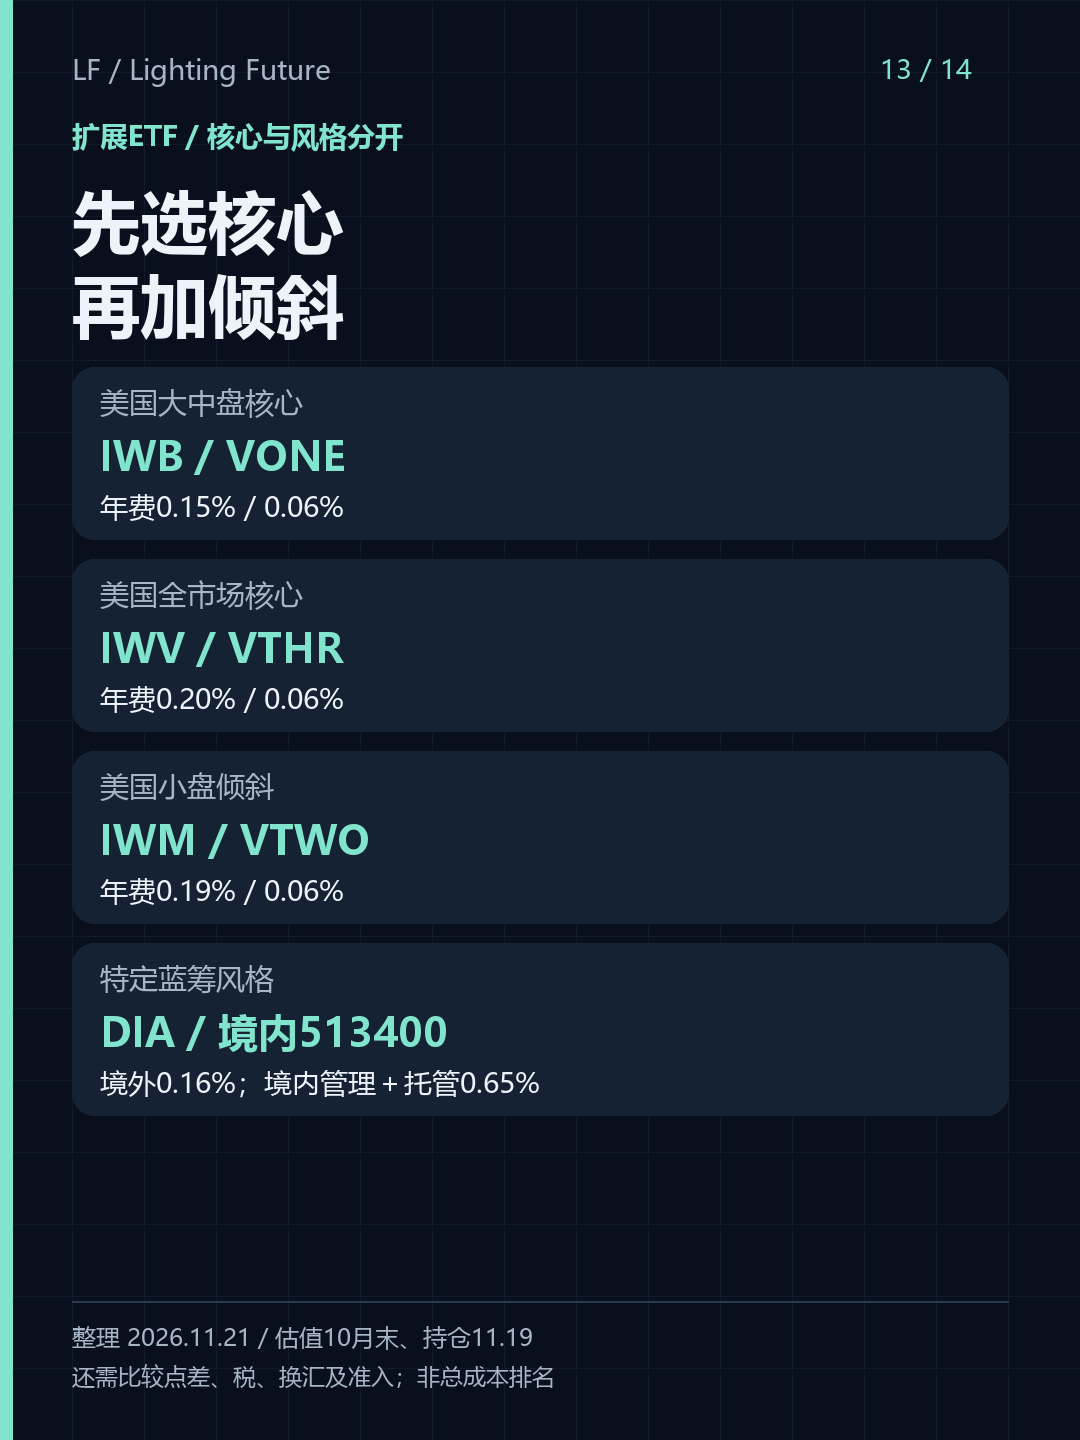 LF / Lighting Future
13 / 14
扩展ETF / 核心与风格分开
先选核心
再加倾斜
美国大中盘核心
IWB / VONE
年费0.15% / 0.06%
美国全市场核心
IWV / VTHR
年费0.20% / 0.06%
美国小盘倾斜
IWM / VTWO
年费0.19% / 0.06%
特定蓝筹风格
DIA / 境内513400
境外0.16%；境内管理＋托管0.65%
整理 2026.11.21 / 估值10月末、持仓11.19
还需比较点差、税、换汇及准入；非总成本排名